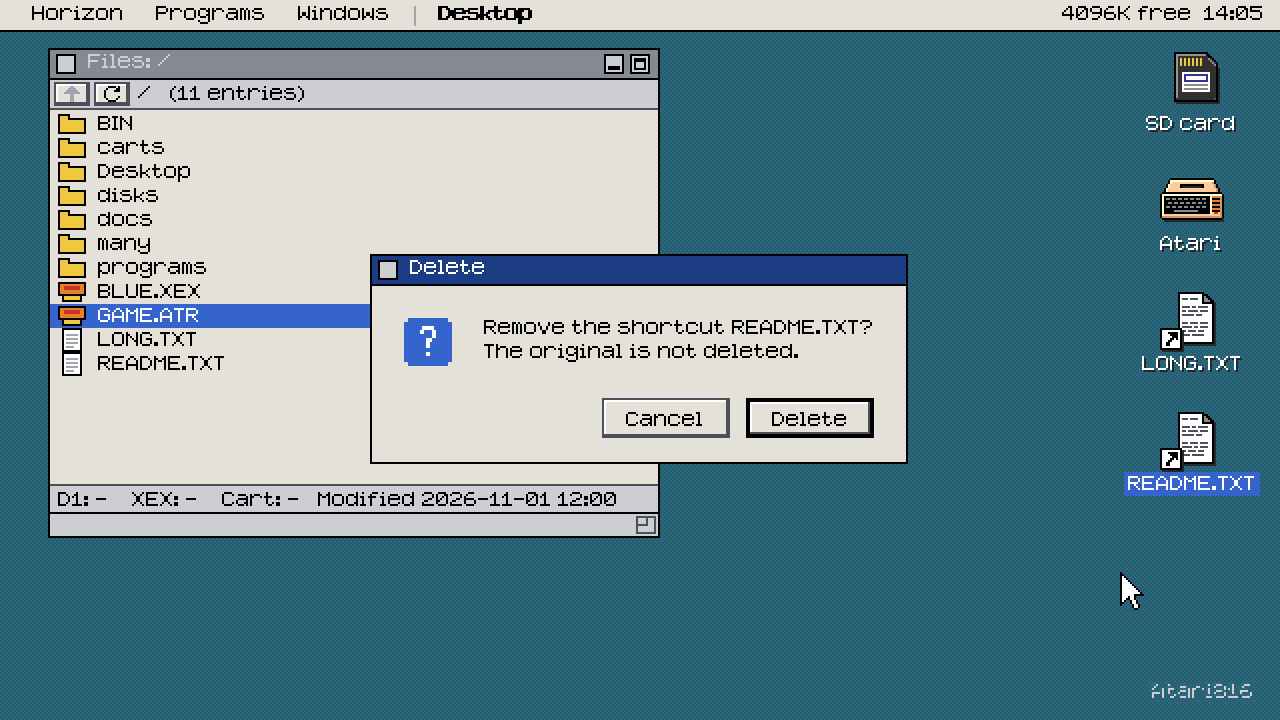 Horizon Programs Windows | Desktop 4096K free 14:05
Files: /
/ (11 entries)
BIN
carts
Desktop
disks
docs
many
programs
BLUE.XEX
GAME.ATR
LONG.TXT
README.TXT
D1: - XEX: - Cart: - Modified 2026-11-01 12:00
Delete
?
Remove the shortcut README.TXT?
The original is not deleted.
Cancel Delete
SD card
Atari
LONG.TXT
README.TXT
Atari816